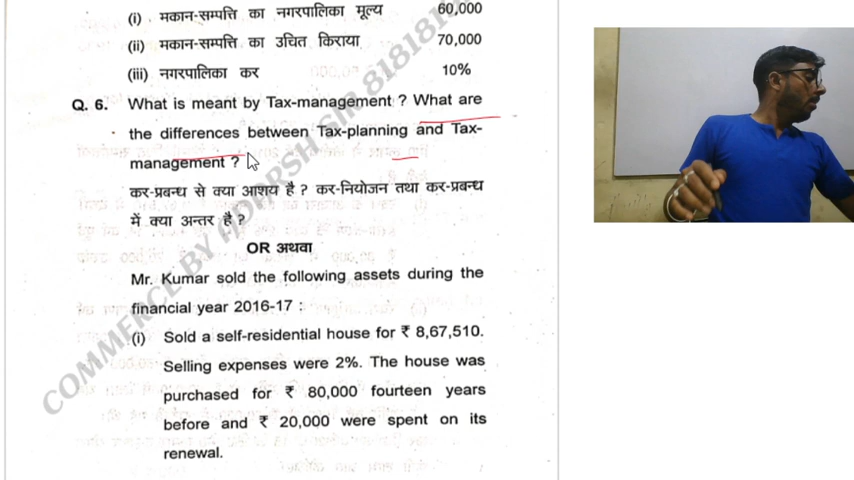 (i) मकान-सम्पत्ति का नगरपालिका मूल्य 60,000
(ii) मकान-सम्पत्ति का उचित किराया 70,000
(iii) नगरपालिका कर 10%
Q. 6. What is meant by Tax-management ? What are
the differences between Tax-planning and Tax-
management ?
कर-प्रबन्ध से क्या आशय है ? कर-नियोजन तथा कर-प्रबन्ध
में क्या अन्तर है ?
OR अथवा
Mr. Kumar sold the following assets during the
financial year 2016-17 :
(i) Sold a self-residential house for ₹ 8,67,510.
Selling expenses were 2%. The house was
purchased for ₹ 80,000 fourteen years
before and ₹ 20,000 were spent on its
renewal.
COMMERCE BY ADARSH SIR 818181